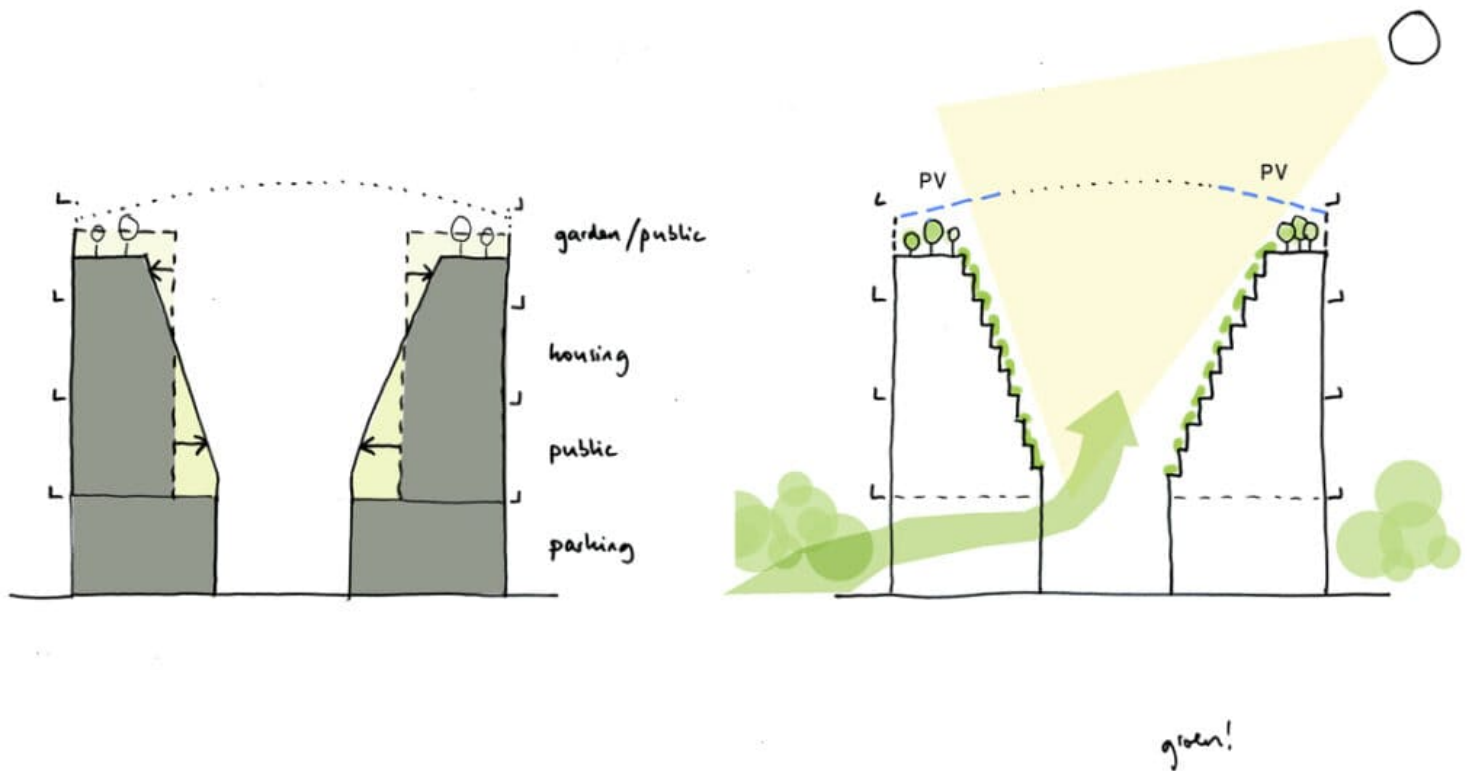 garden/public
housing
public
parking
PV
PV
groen!